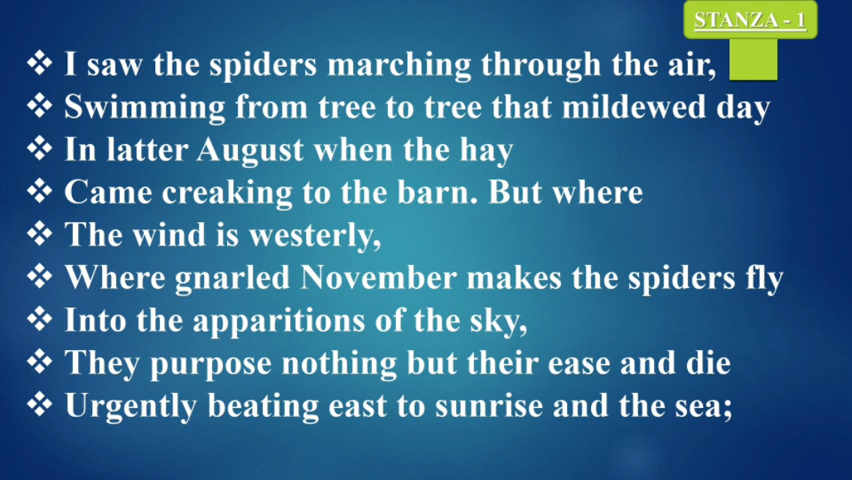 STANZA - 1
❖ I saw the spiders marching through the air,
❖ Swimming from tree to tree that mildewed day
❖ In latter August when the hay
❖ Came creaking to the barn. But where
❖ The wind is westerly,
❖ Where gnarled November makes the spiders fly
❖ Into the apparitions of the sky,
❖ They purpose nothing but their ease and die
❖ Urgently beating east to sunrise and the sea;